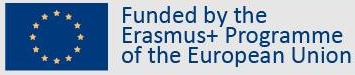 Funded by the
Erasmus+ Programme
of the European Union